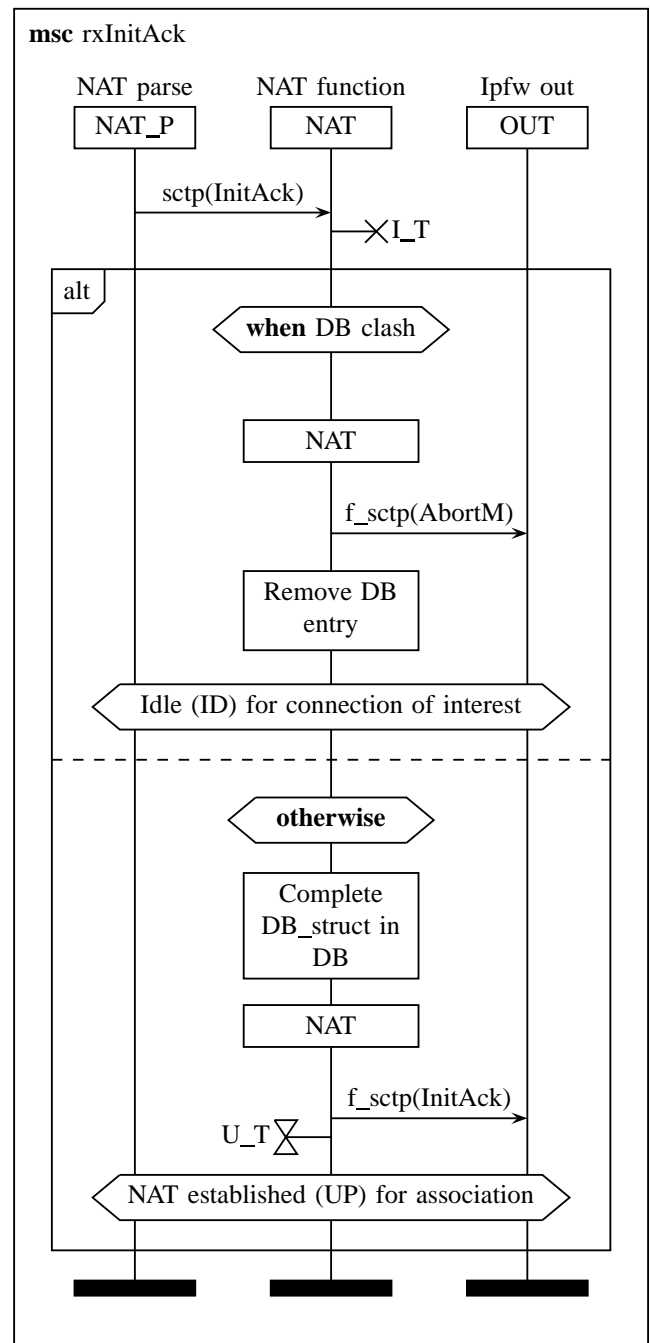 msc rxInitAck
NAT parse NAT function Ipfw out
NAT_P NAT OUT
sctp(InitAck)
I_T
alt
when DB clash
NAT
f_sctp(AbortM)
Remove DB
entry
Idle (ID) for connection of interest
otherwise
Complete
DB_struct in
DB
NAT
f_sctp(InitAck)
U_T
NAT established (UP) for association